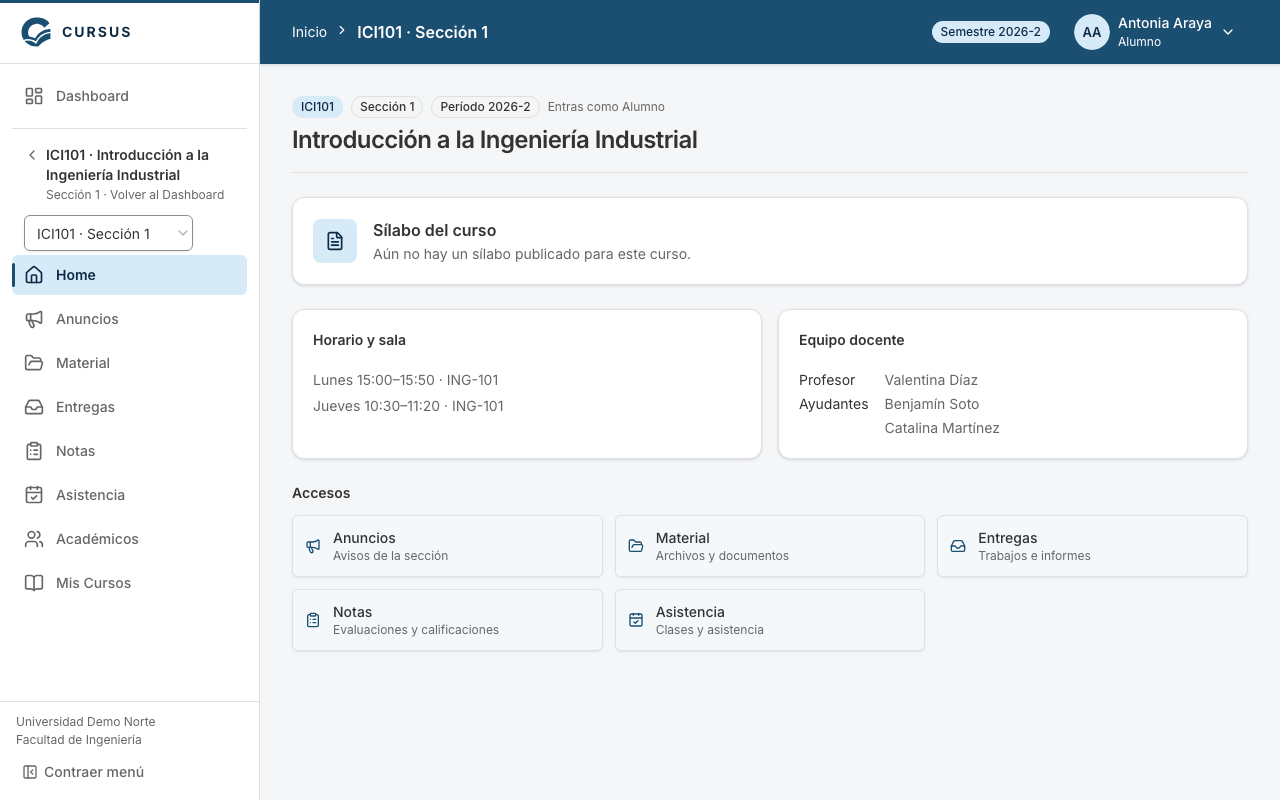 CURSUS
Inicio
ICI101 · Sección 1
Semestre 2026-2
AA
Antonia Araya
Alumno
Dashboard
ICI101 · Introducción a la
Ingeniería Industrial
Sección 1 · Volver al Dashboard
ICI101 · Sección 1
Home
Anuncios
Material
Entregas
Notas
Asistencia
Académicos
Mis Cursos
Universidad Demo Norte
Facultad de Ingeniería
Contraer menú
ICI101
Sección 1
Período 2026-2
Entras como Alumno
Introducción a la Ingeniería Industrial
Sílabo del curso
Aún no hay un sílabo publicado para este curso.
Horario y sala
Lunes 15:00–15:50 · ING-101
Jueves 10:30–11:20 · ING-101
Equipo docente
Profesor Valentina Díaz
Ayudantes Benjamín Soto
Catalina Martínez
Accesos
Anuncios
Avisos de la sección
Material
Archivos y documentos
Entregas
Trabajos e informes
Notas
Evaluaciones y calificaciones
Asistencia
Clases y asistencia